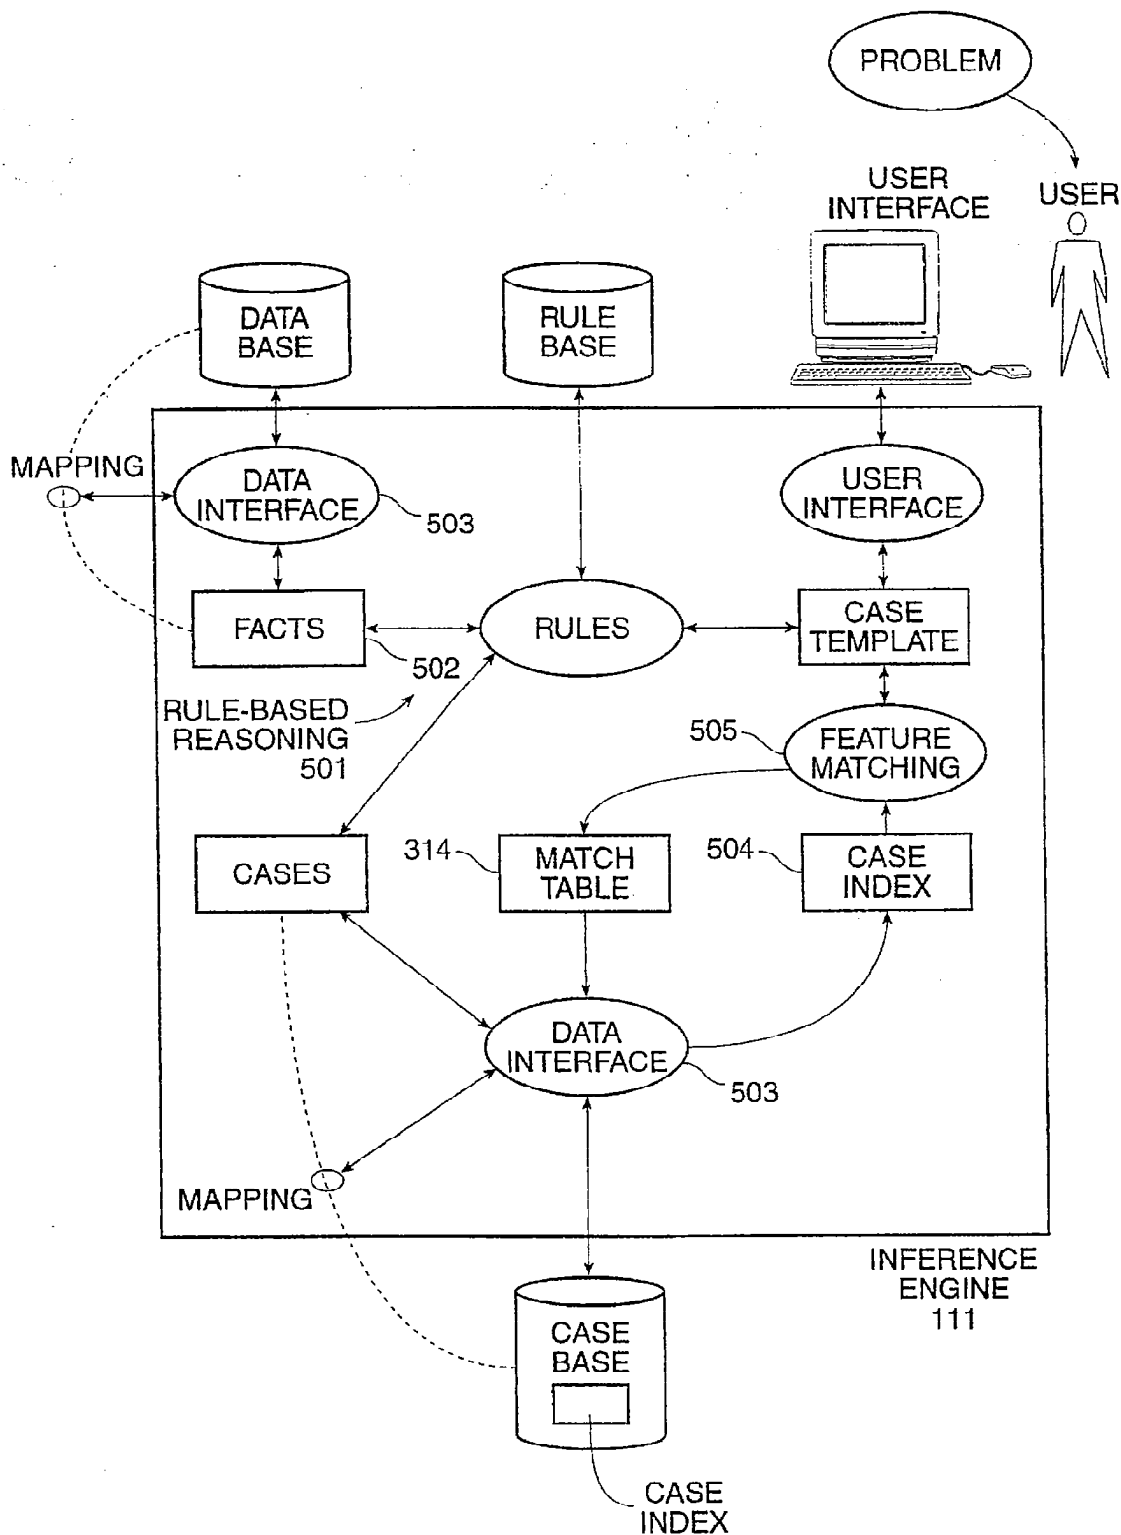 PROBLEM
USER
INTERFACE
USER
DATA
BASE
RULE
BASE
MAPPING
DATA
INTERFACE
503
USER
INTERFACE
FACTS
502
RULES
CASE
TEMPLATE
RULE-BASED
REASONING
501
505
FEATURE
MATCHING
CASES
314
MATCH
TABLE
504
CASE
INDEX
DATA
INTERFACE
503
MAPPING
INFERENCE
ENGINE
111
CASE
BASE
CASE
INDEX